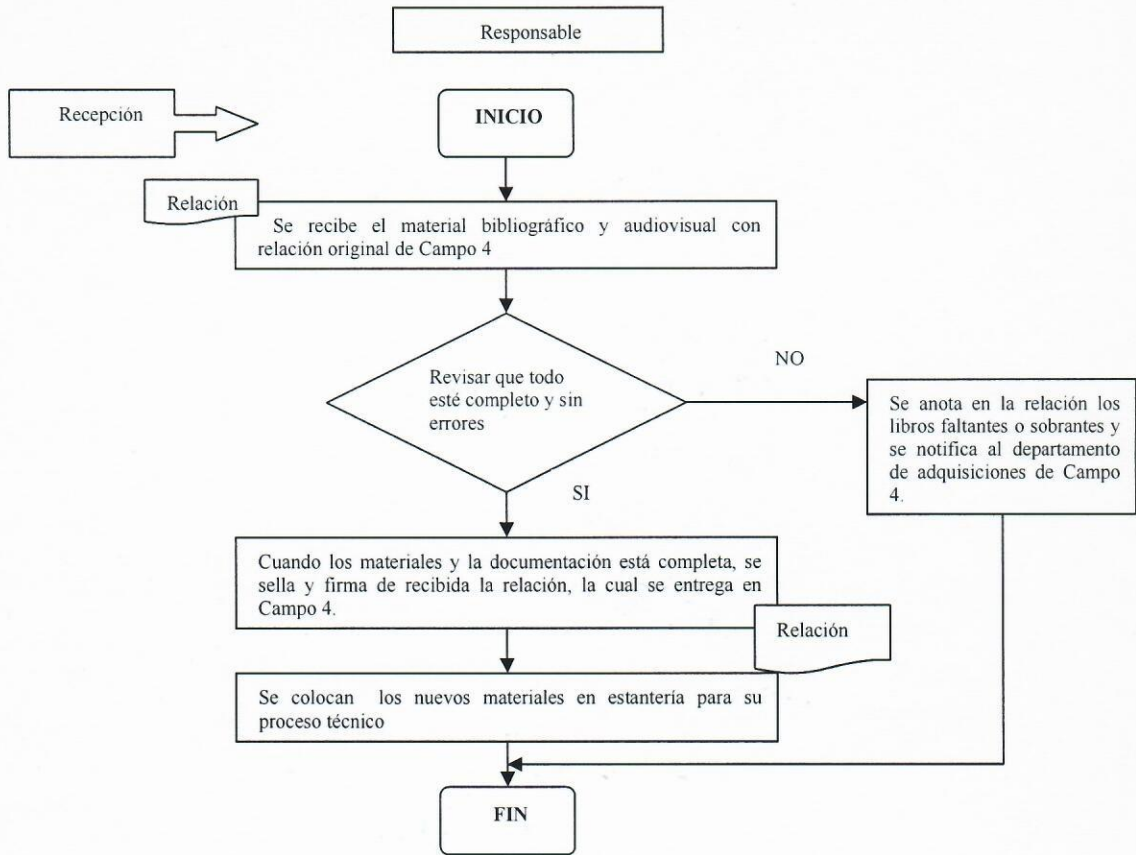 Responsable
Recepción
INICIO
Relación
Se recibe el material bibliográfico y audiovisual con
relación original de Campo 4
Revisar que todo
esté completo y sin
errores
NO
Se anota en la relación los
libros faltantes o sobrantes y
se notifica al departamento
de adquisiciones de Campo
4.
SI
Cuando los materiales y la documentación está completa, se
sella y firma de recibida la relación, la cual se entrega en
Campo 4.
Relación
Se colocan los nuevos materiales en estantería para su
proceso técnico
FIN